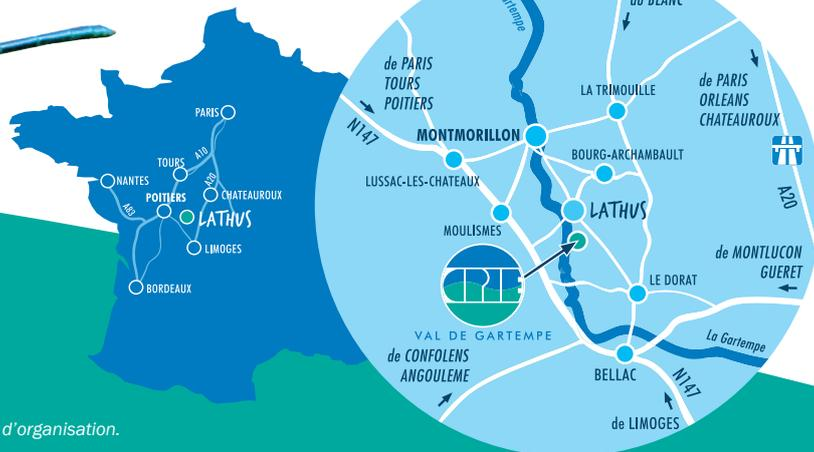 PARIS
TOURS
A10
A20
NANTES
POITIERS
CHATEAUROUX
A83
LATHUS
LIMOGES
BORDEAUX
d'organisation.
Gartempe
du BLANC
de PARIS
TOURS
POITIERS
N147
LA TRIMOUILLE
de PARIS
ORLEANS
CHATEAUROUX
MONTMORILLON
BOURG-ARCHAMBAULT
LUSSAC-LES-CHATEAUX
A20
LATHUS
MOULISMES
de MONTLUCON
GUERET
LE DORAT
VAL DE GARTEMPE
La Gartempe
de CONFOLENS
ANGOULEME
BELLAC
N147
de LIMOGES